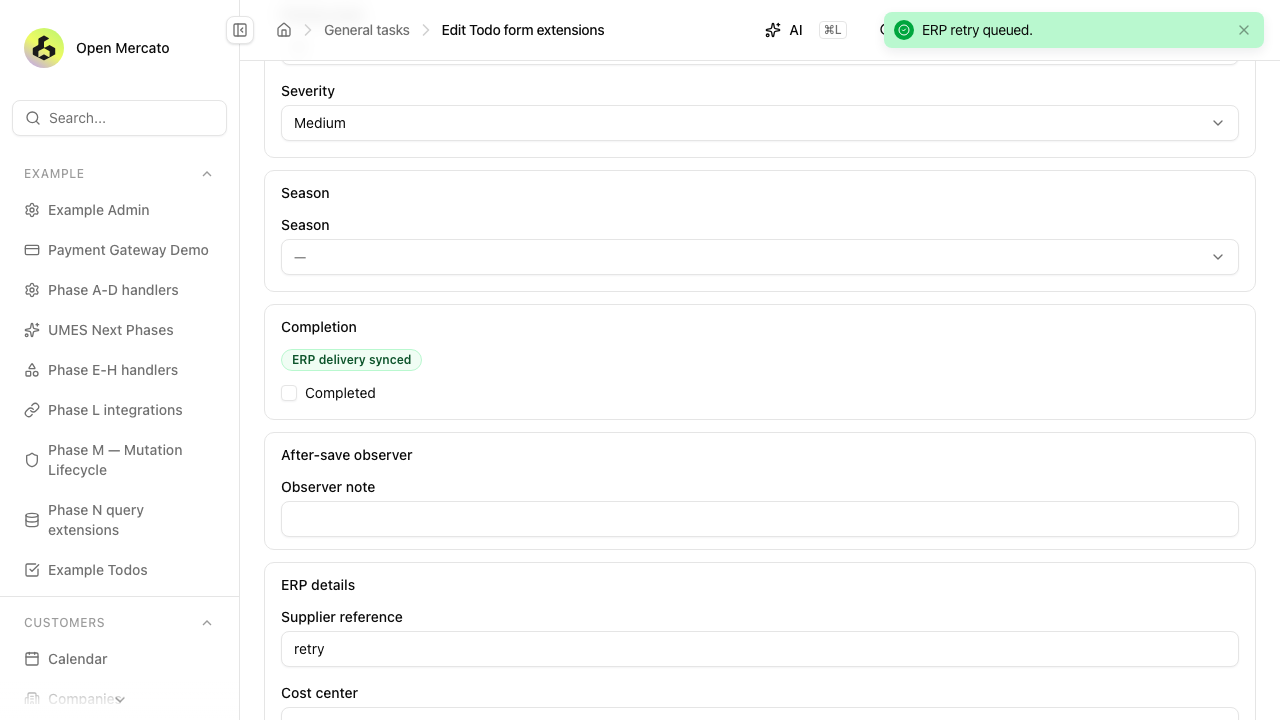 Open Mercato
Search...
EXAMPLE
Example Admin
Payment Gateway Demo
Phase A-D handlers
UMES Next Phases
Phase E-H handlers
Phase L integrations
Phase M — Mutation
Lifecycle
Phase N query
extensions
Example Todos
CUSTOMERS
Calendar
Companies
General tasks
Edit Todo form extensions
AI
⌘L
ERP retry queued.
Severity
Medium
Season
Season
—
Completion
ERP delivery synced
Completed
After-save observer
Observer note
ERP details
Supplier reference
retry
Cost center